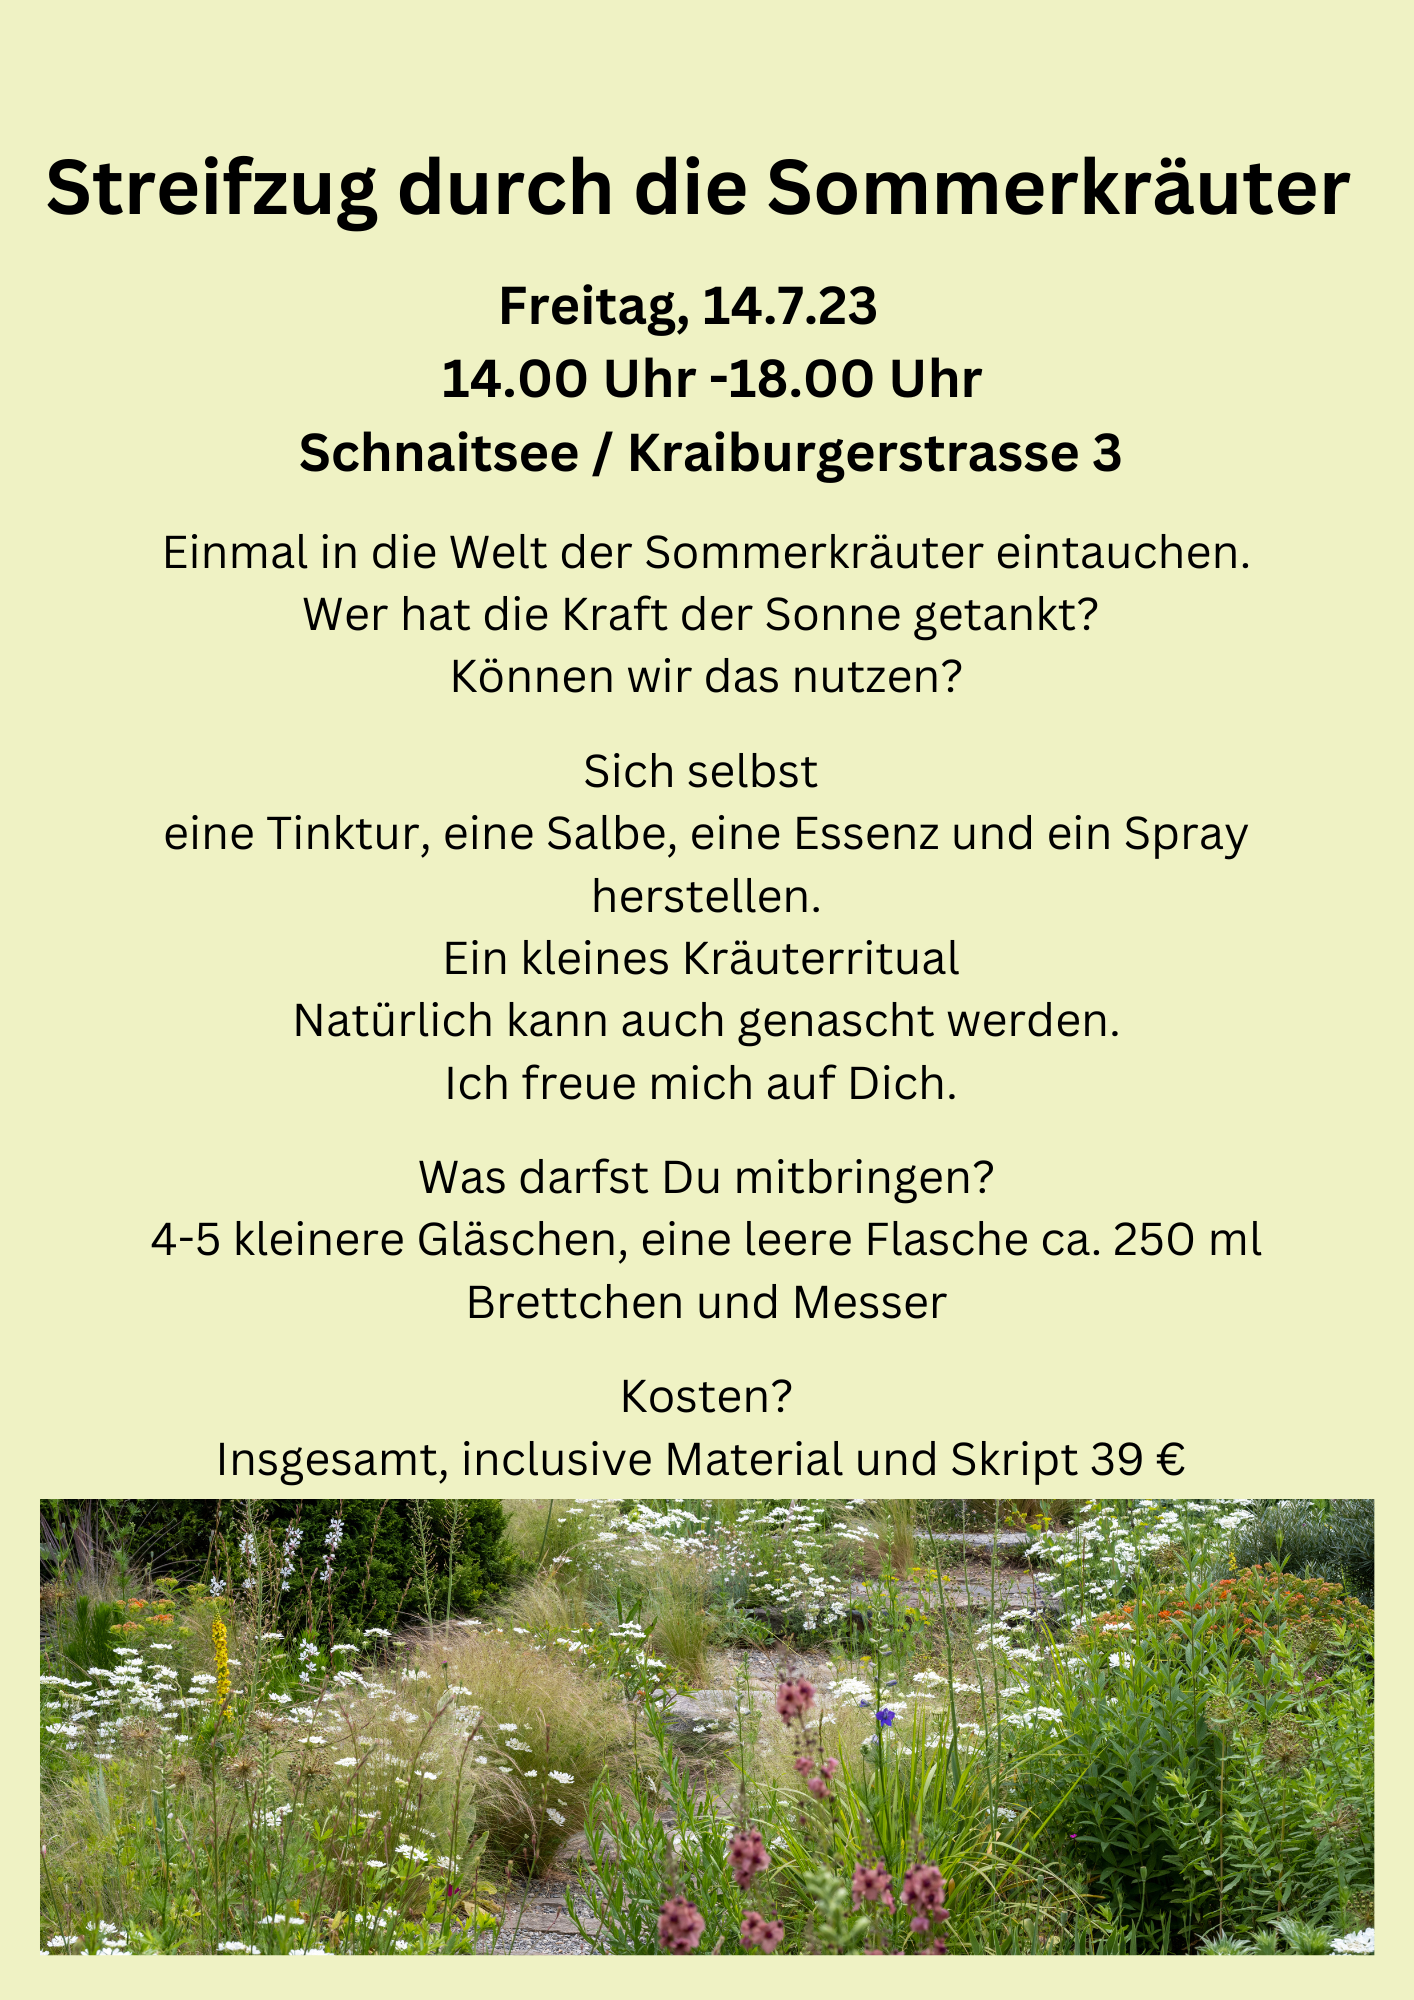 Streifzug durch die Sommerkräuter
Freitag, 14.7.23
14.00 Uhr -18.00 Uhr
Schnaitsee / Kraiburgerstrasse 3
Einmal in die Welt der Sommerkräuter eintauchen.
Wer hat die Kraft der Sonne getankt?
Können wir das nutzen?
Sich selbst
eine Tinktur, eine Salbe, eine Essenz und ein Spray
herstellen.
Ein kleines Kräuterritual
Natürlich kann auch genascht werden.
Ich freue mich auf Dich.
Was darfst Du mitbringen?
4-5 kleinere Gläschen, eine leere Flasche ca. 250 ml
Brettchen und Messer
Kosten?
Insgesamt, inclusive Material und Skript 39 €